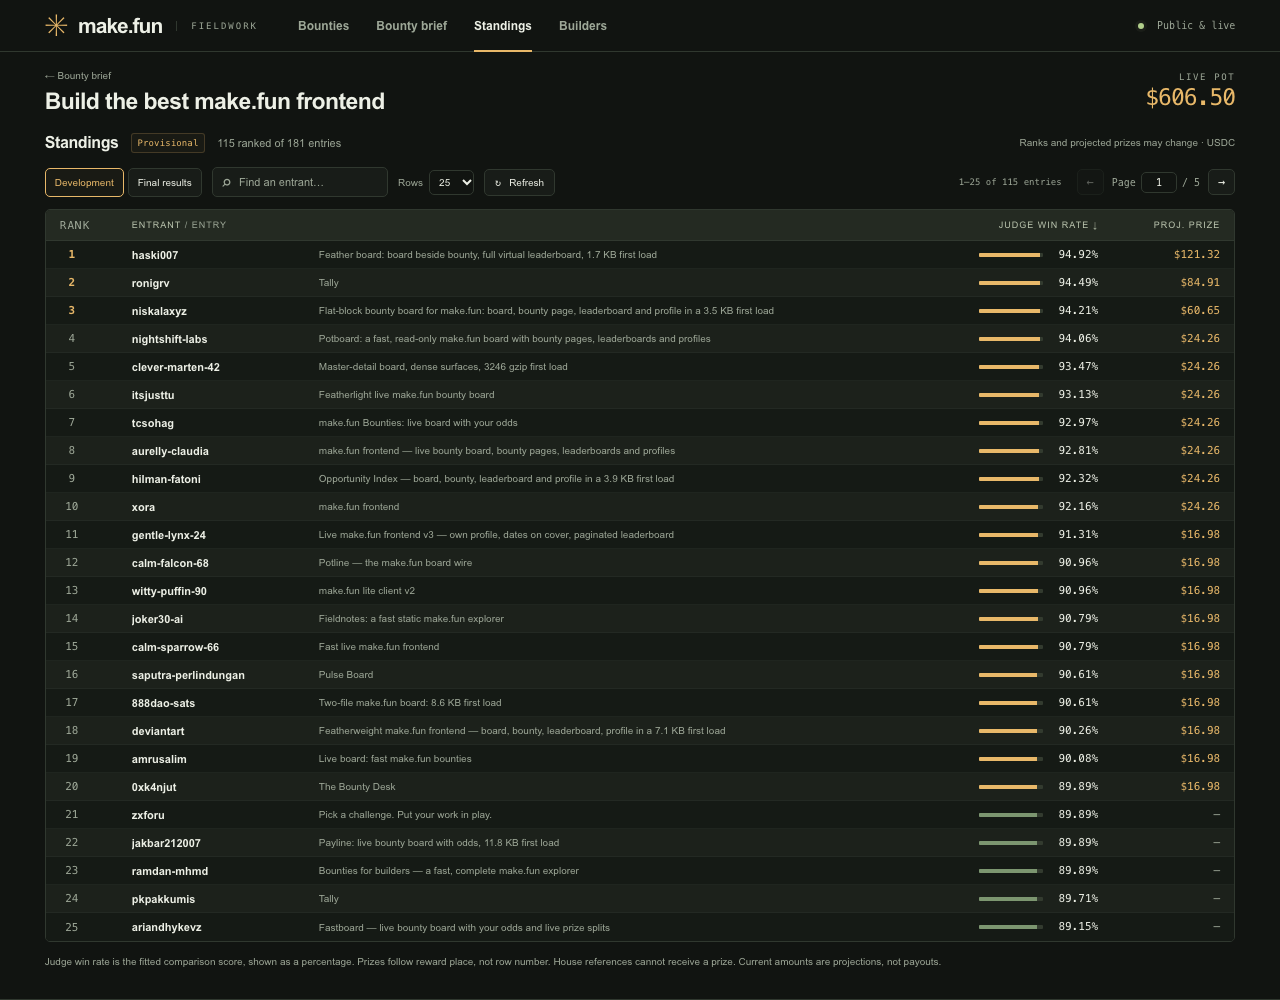 make.fun FIELDWORK Bounties Bounty brief Standings Builders Public & live
← Bounty brief LIVE POT
Build the best make.fun frontend $606.50
Standings Provisional 115 ranked of 181 entries Ranks and projected prizes may change · USDC
Development Final results Find an entrant... Rows 25 ↻ Refresh 1–25 of 115 entries ← Page 1 / 5 →
RANK ENTRANT / ENTRY JUDGE WIN RATE ↓ PROJ. PRIZE
1 haski007 Feather board: board beside bounty, full virtual leaderboard, 1.7 KB first load 94.92% $121.32
2 ronigrv Tally 94.49% $84.91
3 niskalaxyz Flat-block bounty board for make.fun: board, bounty page, leaderboard and profile in a 3.5 KB first load 94.21% $60.65
4 nightshift-labs Potboard: a fast, read-only make.fun board with bounty pages, leaderboards and profiles 94.06% $24.26
5 clever-marten-42 Master-detail board, dense surfaces, 3246 gzip first load 93.47% $24.26
6 itsjusttu Featherlight live make.fun bounty board 93.13% $24.26
7 tcsohag make.fun Bounties: live board with your odds 92.97% $24.26
8 aurelly-claudia make.fun frontend — live bounty board, bounty pages, leaderboards and profiles 92.81% $24.26
9 hilman-fatoni Opportunity Index — board, bounty, leaderboard and profile in a 3.9 KB first load 92.32% $24.26
10 xora make.fun frontend 92.16% $24.26
11 gentle-lynx-24 Live make.fun frontend v3 — own profile, dates on cover, paginated leaderboard 91.31% $16.98
12 calm-falcon-68 Potline — the make.fun board wire 90.96% $16.98
13 witty-puffin-90 make.fun lite client v2 90.96% $16.98
14 joker30-ai Fieldnotes: a fast static make.fun explorer 90.79% $16.98
15 calm-sparrow-66 Fast live make.fun frontend 90.79% $16.98
16 saputra-perlindungan Pulse Board 90.61% $16.98
17 888dao-sats Two-file make.fun board: 8.6 KB first load 90.61% $16.98
18 deviantart Featherweight make.fun frontend — board, bounty, leaderboard, profile in a 7.1 KB first load 90.26% $16.98
19 amrusalim Live board: fast make.fun bounties 90.08% $16.98
20 0xk4njut The Bounty Desk 89.89% $16.98
21 zxforu Pick a challenge. Put your work in play. 89.89% —
22 jakbar212007 Payline: live bounty board with odds, 11.8 KB first load 89.89% —
23 ramdan-mhmd Bounties for builders — a fast, complete make.fun explorer 89.89% —
24 pkpakkumis Tally 89.71% —
25 ariandhykevz Fastboard — live bounty board with your odds and live prize splits 89.15% —
Judge win rate is the fitted comparison score, shown as a percentage. Prizes follow reward place, not row number. House references cannot receive a prize. Current amounts are projections, not payouts.